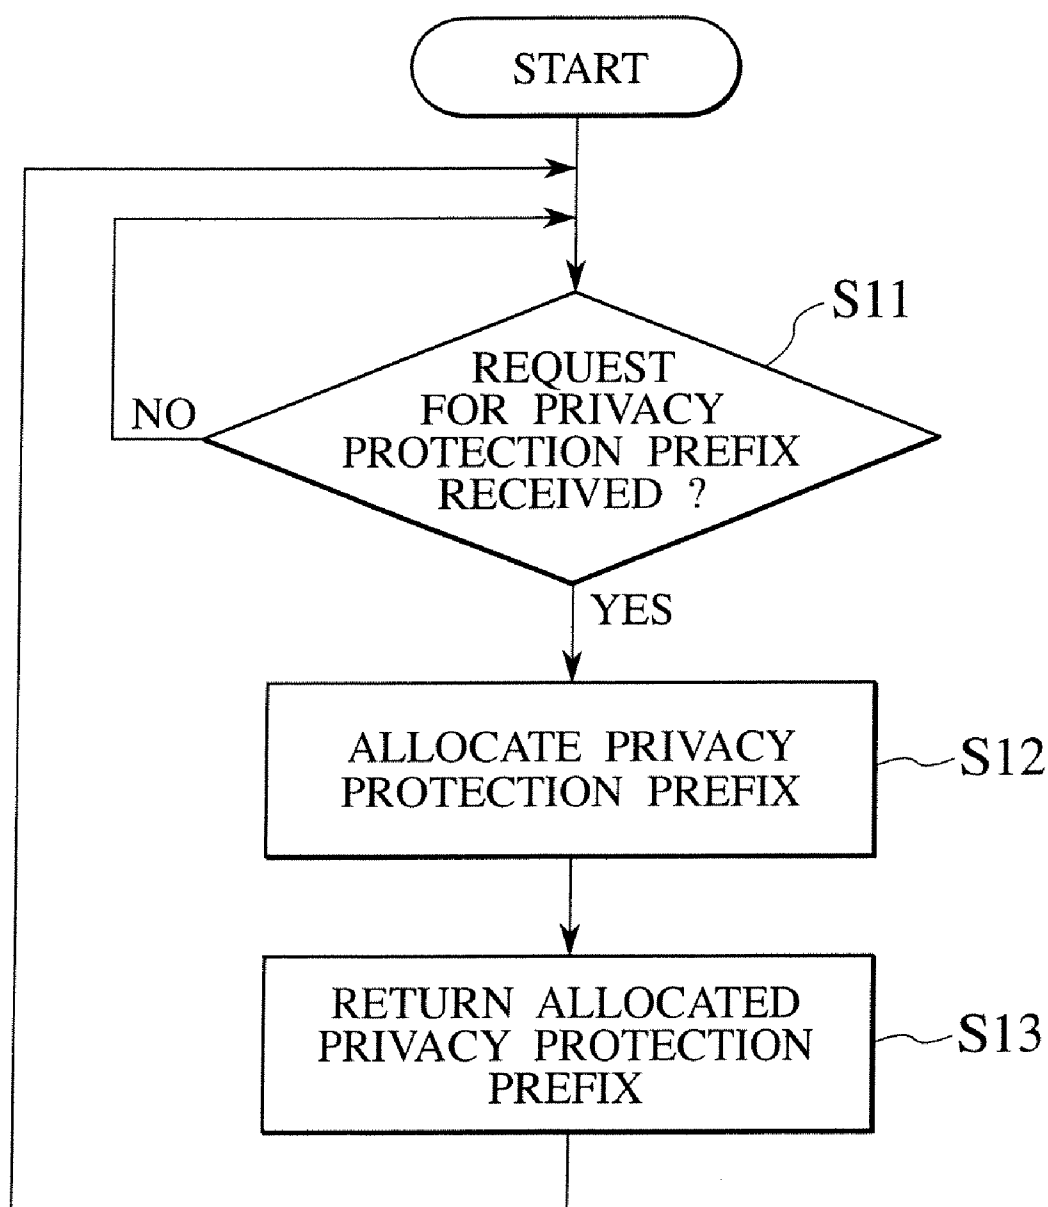 START
S11
REQUEST
FOR PRIVACY
PROTECTION PREFIX
RECEIVED ?
NO
YES
ALLOCATE PRIVACY
PROTECTION PREFIX
S12
RETURN ALLOCATED
PRIVACY PROTECTION
PREFIX
S13